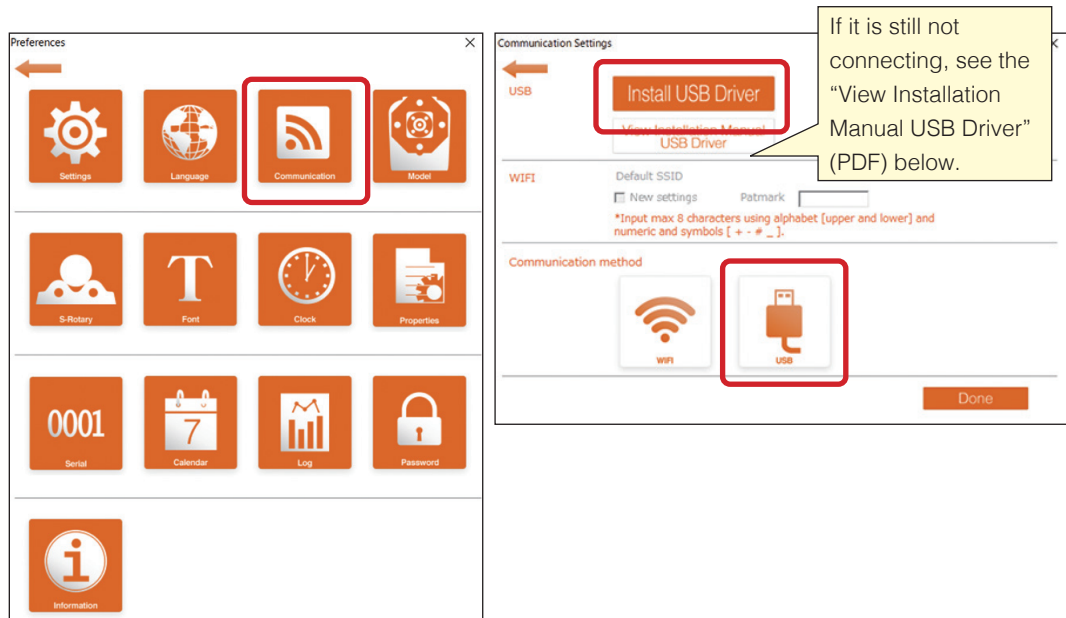 Preferences
Settings
Language
Communication
Model
S-Rotary
Font
Clock
Properties
0001
Serial
7
Calendar
Log
Password
i
Information
Communication Settings
USB
Install USB Driver
View Installation Manual
USB Driver
If it is still not
connecting, see the
“View Installation
Manual USB Driver”
(PDF) below.
WIFI
Default SSID
New settings
Patmark
*Input max 8 characters using alphabet [upper and lower] and
numeric and symbols [ + - # _ ].
Communication method
WIFI
USB
Done